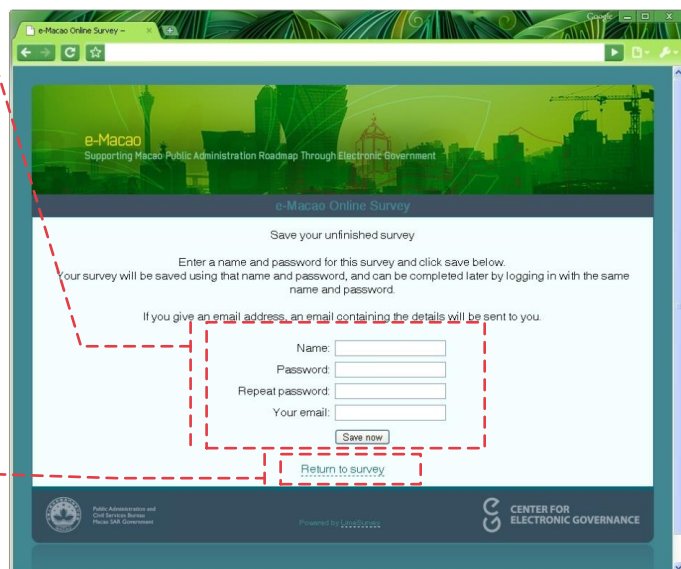 Google
e-Macao Online Survey –
e-Macao
Supporting Macao Public Administration Roadmap Through Electronic Government
e-Macao Online Survey
Save your unfinished survey
Enter a name and password for this survey and click save below.
Your survey will be saved using that name and password, and can be completed later by logging in with the same
name and password.
If you give an email address, an email containing the details will be sent to you.
Name:
Password:
Repeat password:
Your email:
Save now
Return to survey
Public Administration and
Civil Services Bureau
Macao SAR Government
Powered by LimeSurvey
CENTER FOR
ELECTRONIC GOVERNANCE